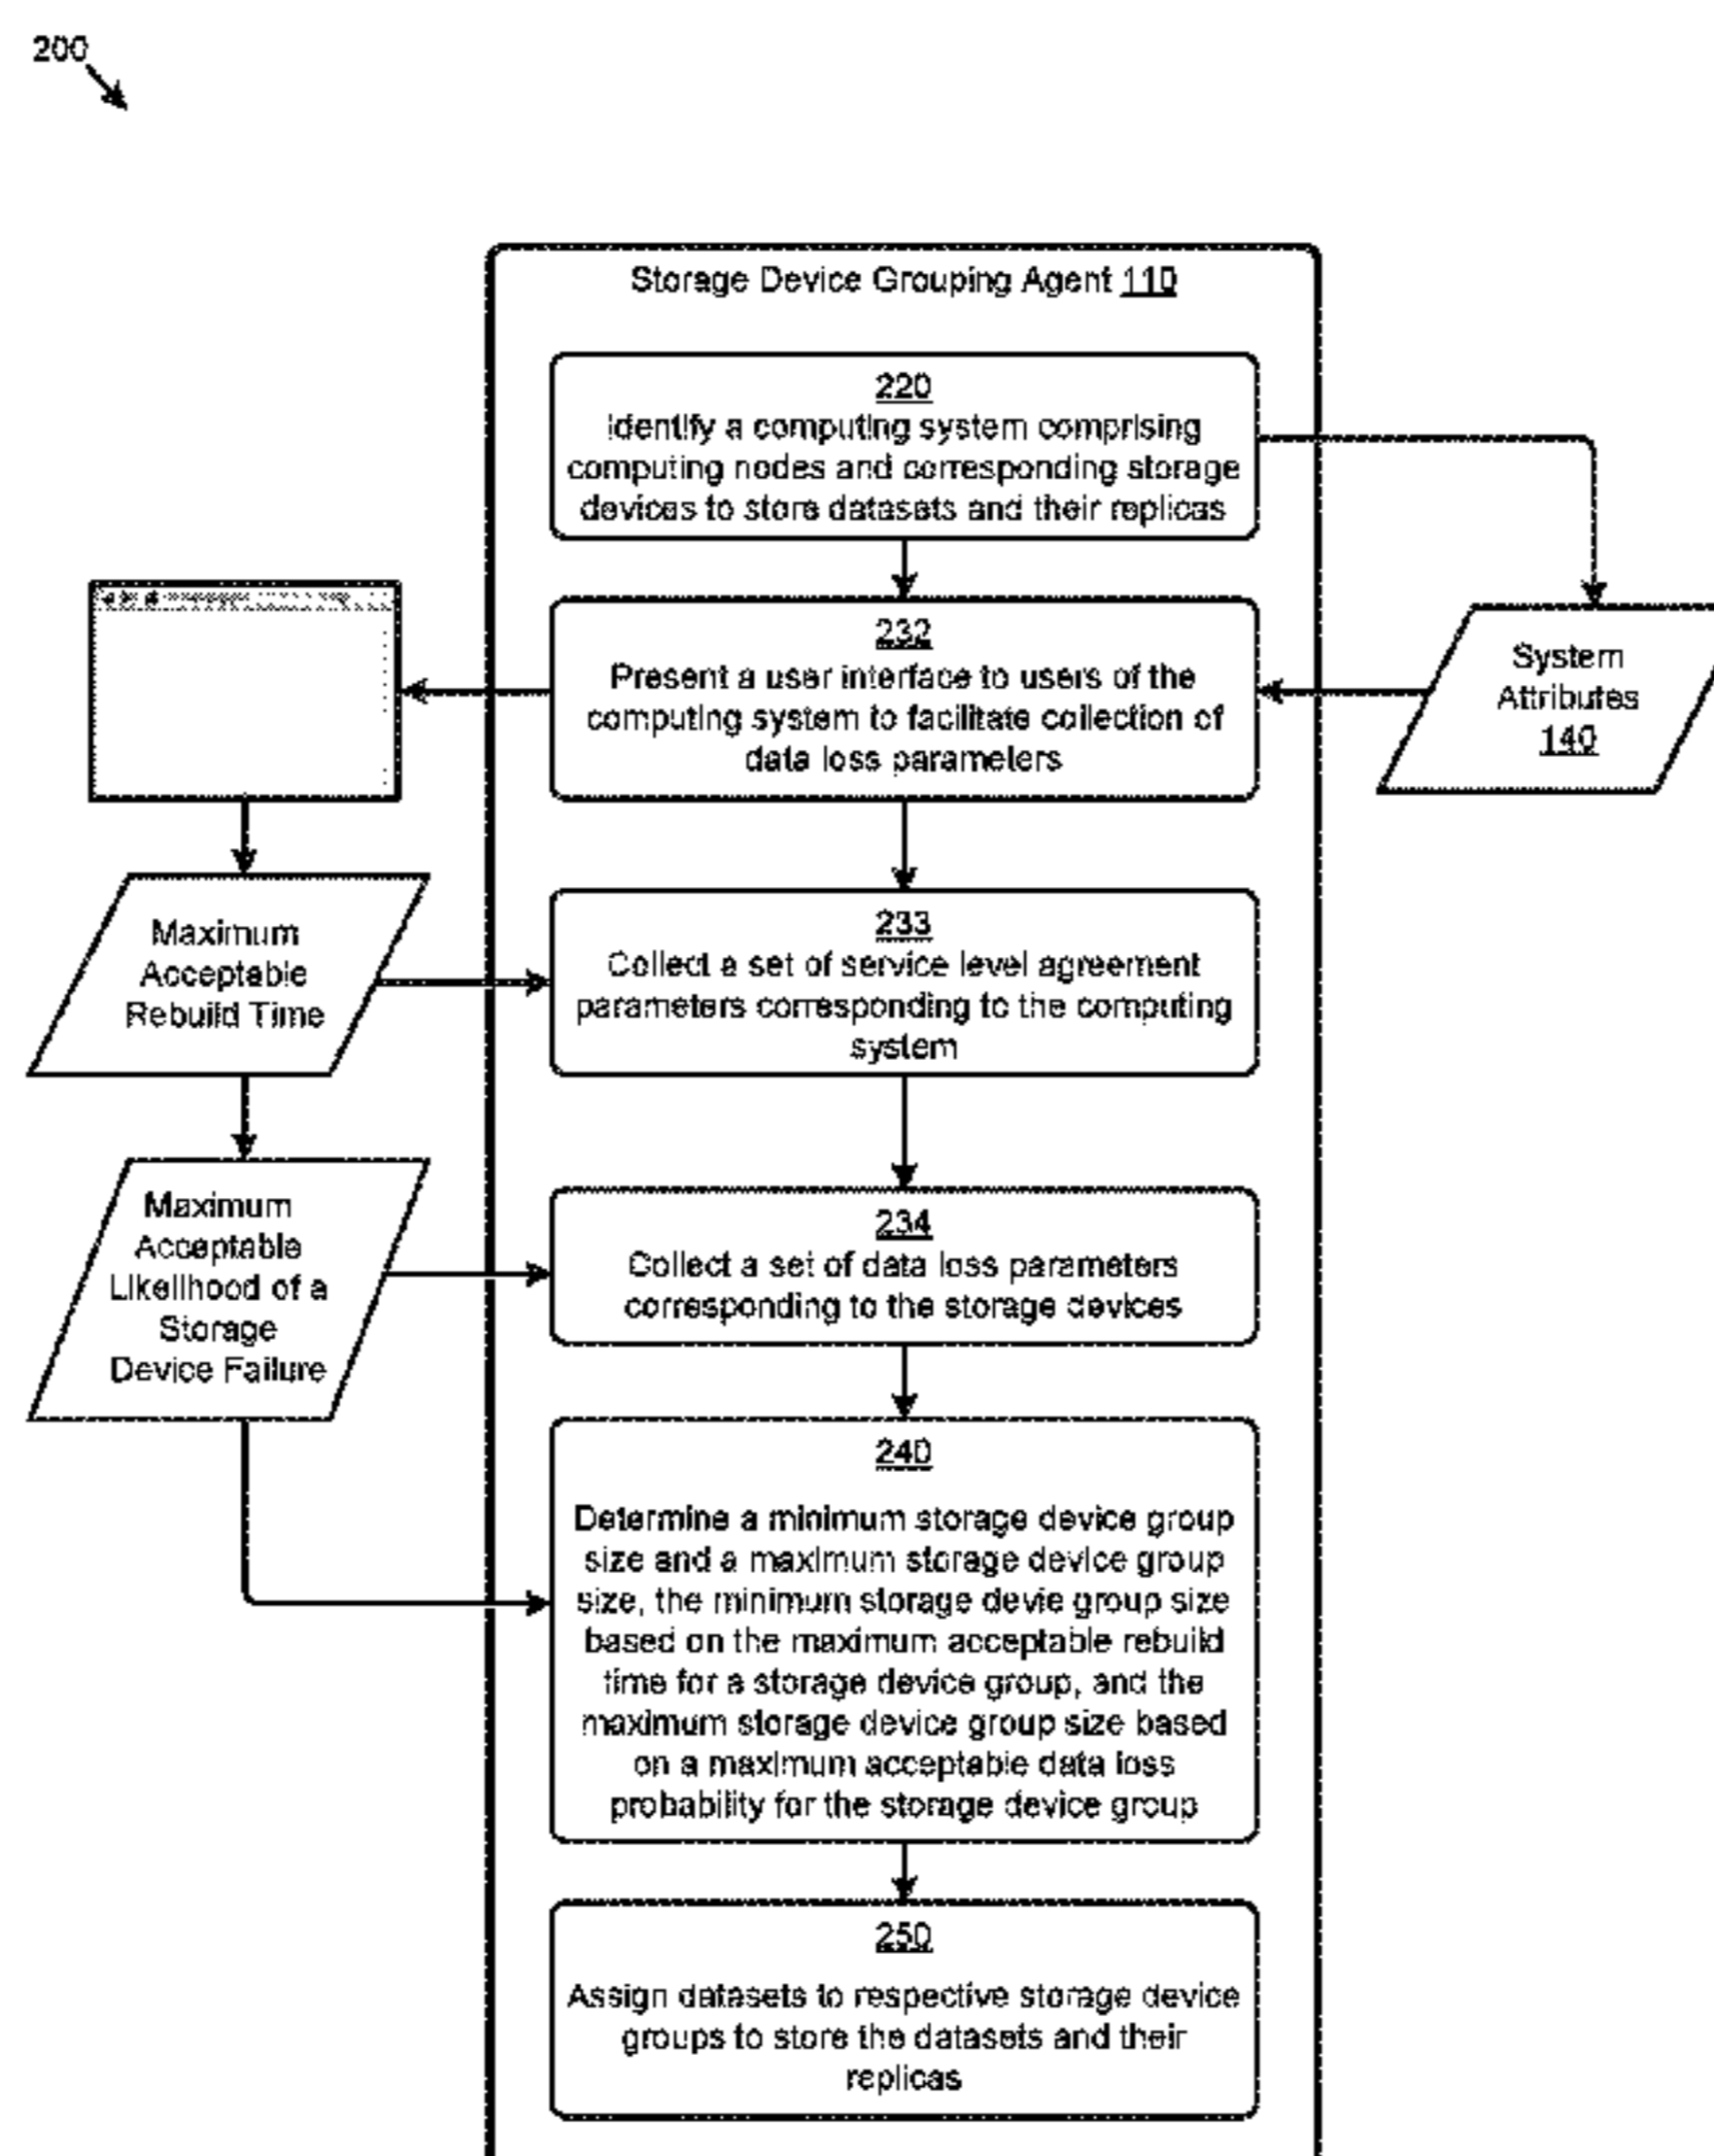 200
Storage Device Grouping Agent 110
220
Identify a computing system comprising
computing nodes and corresponding storage
devices to store datasets and their replicas
232
Present a user interface to users of the
computing system to facilitate collection of
data loss parameters
System
Attributes
140
Maximum
Acceptable
Rebuild Time
233
Collect a set of service level agreement
parameters corresponding to the computing
system
Maximum
Acceptable
Likelihood of a
Storage
Device Failure
234
Collect a set of data loss parameters
corresponding to the storage devices
240
Determine a minimum storage device group
size and a maximum storage device group
size, the minimum storage devie group size
based on the maximum acceptable rebuild
time for a storage device group, and the
maximum storage device group size based
on a maximum acceptable data loss
probability for the storage device group
250
Assign datasets to respective storage device
groups to store the datasets and their
replicas